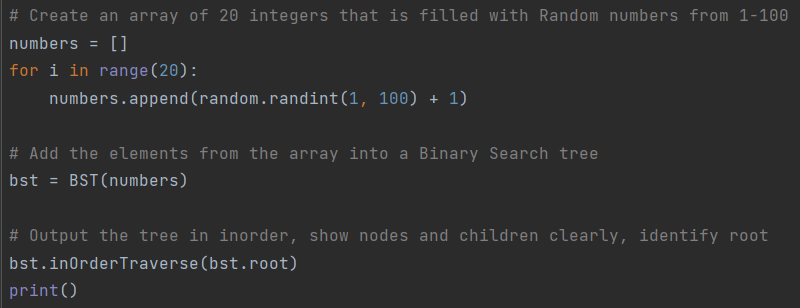 # Create an array of 20 integers that is filled with Random numbers from 1-100
numbers = []
for i in range(20):
    numbers.append(random.randint(1, 100) + 1)
# Add the elements from the array into a Binary Search tree
bst = BST(numbers)
# Output the tree in inorder, show nodes and children clearly, identify root
bst.inOrderTraverse(bst.root)
print()